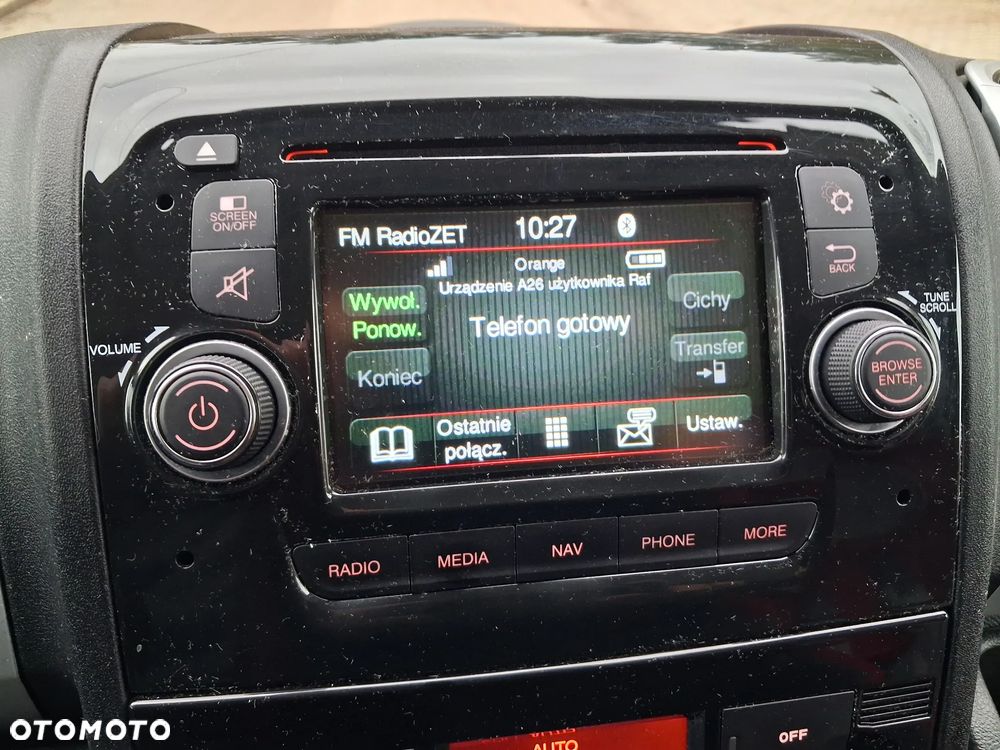 SCREEN
ON/OFF
BACK
FM RadioZET 10:27
Orange
Urządzenie A26 użytkownika Raf
Wywoł.
Ponow.
Telefon gotowy
Cichy
Koniec
Transfer
Ostatnie
połącz.
Ustaw.
VOLUME
TUNE
SCROLL
BROWSE
ENTER
RADIO MEDIA NAV PHONE MORE
AUTO
OFF
OTOMOTO